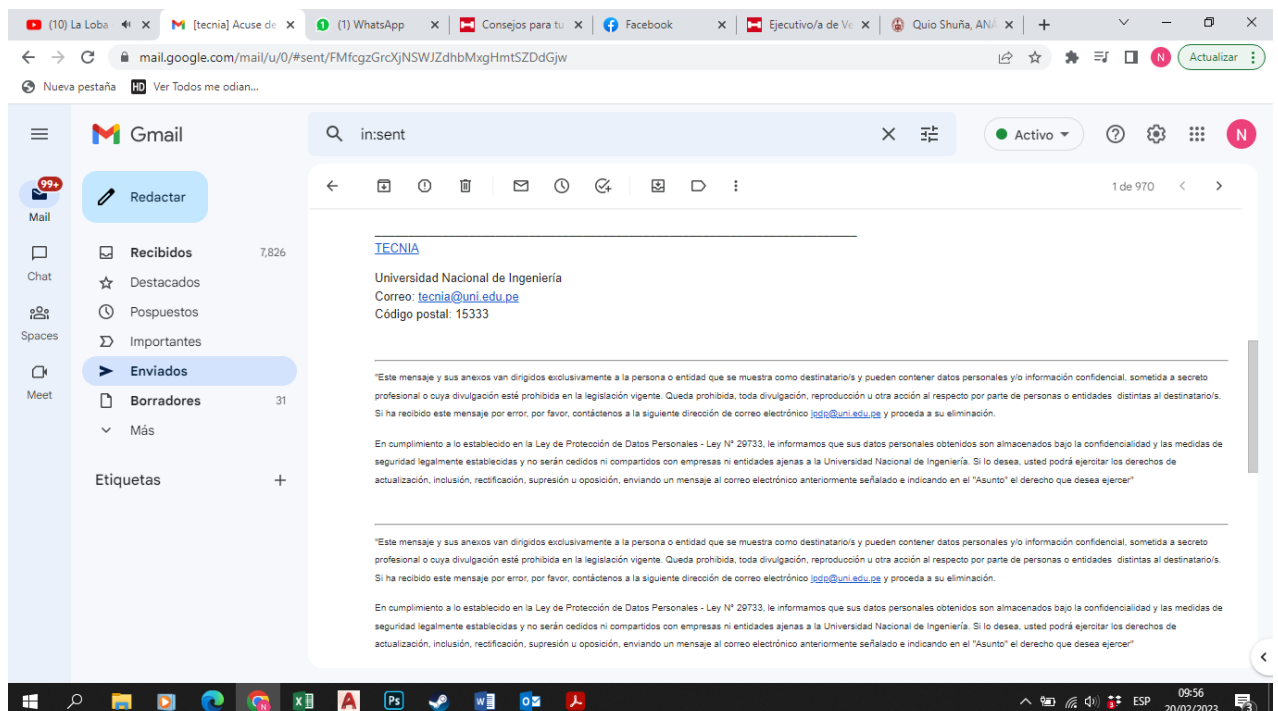 (10) La Loba
[tecnia] Acuse de
(1) WhatsApp
Consejos para tu
Facebook
Ejecutivo/a de Ve
Quio Shuña, ANÁ
mail.google.com/mail/u/0/#sent/FMfcgzGrcXjNSWJZdhbMxgHmtSZDdGjw
N
Actualizar
Nueva pestaña
HD Ver Todos me odian...
Gmail
in:sent
Activo
N
99+
Mail
Redactar
1 de 970
Chat
Spaces
Meet
Recibidos 7,826
Destacados
Pospuestos
Importantes
Enviados
Borradores 31
Más
Etiquetas
TECNIA
Universidad Nacional de Ingeniería
Correo: tecnia@uni.edu.pe
Código postal: 15333
"Este mensaje y sus anexos van dirigidos exclusivamente a la persona o entidad que se muestra como destinatario/s y pueden contener datos personales y/o información confidencial, sometida a secreto
profesional o cuya divulgación esté prohibida en la legislación vigente. Queda prohibida, toda divulgación, reproducción u otra acción al respecto por parte de personas o entidades distintas al destinatario/s.
Si ha recibido este mensaje por error, por favor, contáctenos a la siguiente dirección de correo electrónico lpdp@uni.edu.pe y proceda a su eliminación.
En cumplimiento a lo establecido en la Ley de Protección de Datos Personales - Ley N° 29733, le informamos que sus datos personales obtenidos son almacenados bajo la confidencialidad y las medidas de
seguridad legalmente establecidas y no serán cedidos ni compartidos con empresas ni entidades ajenas a la Universidad Nacional de Ingeniería. Si lo desea, usted podrá ejercitar los derechos de
actualización, inclusión, rectificación, supresión u oposición, enviando un mensaje al correo electrónico anteriormente señalado e indicando en el "Asunto" el derecho que desea ejercer"
"Este mensaje y sus anexos van dirigidos exclusivamente a la persona o entidad que se muestra como destinatario/s y pueden contener datos personales y/o información confidencial, sometida a secreto
profesional o cuya divulgación esté prohibida en la legislación vigente. Queda prohibida, toda divulgación, reproducción u otra acción al respecto por parte de personas o entidades distintas al destinatario/s.
Si ha recibido este mensaje por error, por favor, contáctenos a la siguiente dirección de correo electrónico lpdp@uni.edu.pe y proceda a su eliminación.
En cumplimiento a lo establecido en la Ley de Protección de Datos Personales - Ley N° 29733, le informamos que sus datos personales obtenidos son almacenados bajo la confidencialidad y las medidas de
seguridad legalmente establecidas y no serán cedidos ni compartidos con empresas ni entidades ajenas a la Universidad Nacional de Ingeniería. Si lo desea, usted podrá ejercitar los derechos de
actualización, inclusión, rectificación, supresión u oposición, enviando un mensaje al correo electrónico anteriormente señalado e indicando en el "Asunto" el derecho que desea ejercer"
Ps
ESP
09:56
20/02/2023